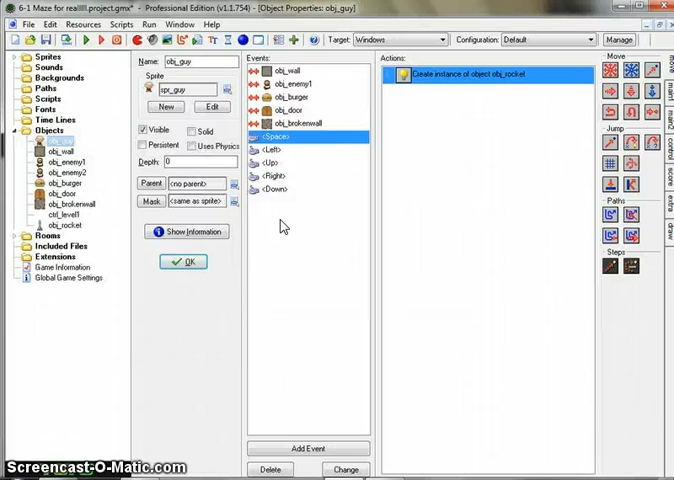 6-1 Maze for realllll.project.gmx* - Professional Edition (v1.1.754) - [Object Properties: obj_guy]
File Edit Resources Scripts Run Window Help
Target: Windows Configuration: Default Manage
Sprites
Sounds
Backgrounds
Paths
Scripts
Fonts
Time Lines
Objects
obj_guy
obj_wall
obj_enemy1
obj_enemy2
obj_burger
obj_door
obj_brokenwall
ctrl_level1
obj_rocket
Rooms
Included Files
Extensions
Game Information
Global Game Settings
Name: obj_guy
Sprite
spr_guy
New Edit
Visible Solid
Persistent Uses Physics
Depth: 0
Parent <no parent>
Mask <same as sprite>
Show Information
OK
Events:
obj_wall
obj_enemy1
obj_burger
obj_door
obj_brokenwall
<Space>
<Left>
<Up>
<Right>
<Down>
Add Event
Delete Change
Actions:
Create instance of object obj_rocket
Move
Jump
Paths
Steps
move
main1
main2
control
score
extra
draw
Screencast-O-Matic.com